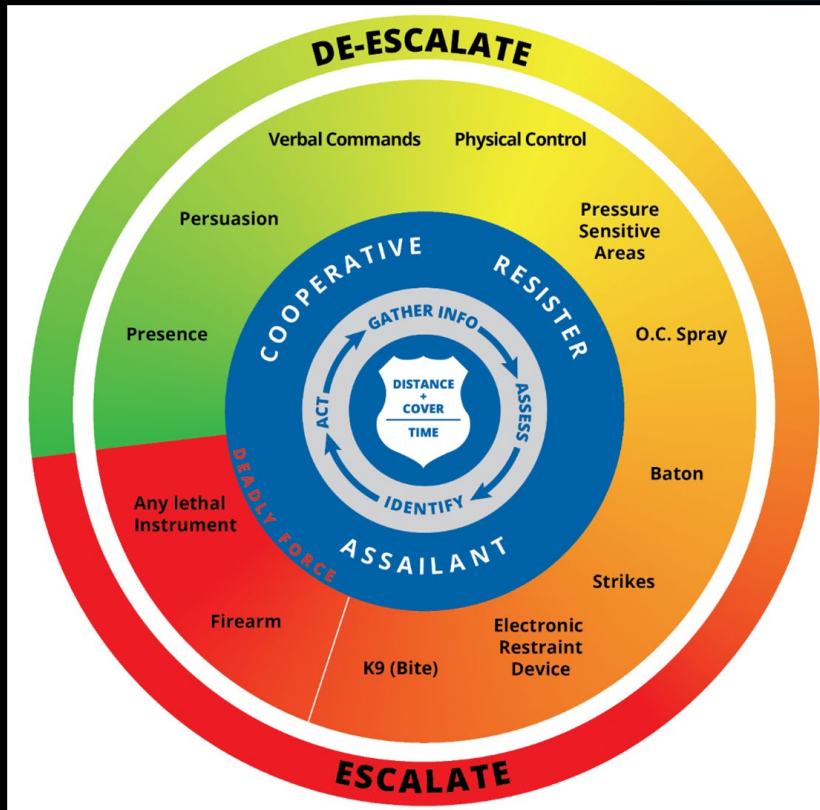 DE-ESCALATE
Verbal Commands
Physical Control
Persuasion
Pressure
Sensitive
Areas
Presence
O.C. Spray
Baton
Strikes
Electronic
Restraint
Device
K9 (Bite)
Firearm
Any lethal
Instrument
COOPERATIVE
RESISTER
ASSAILANT
DEADLY FORCE
GATHER INFO
ASSESS
IDENTIFY
ACT
DISTANCE
+
COVER
TIME
ESCALATE